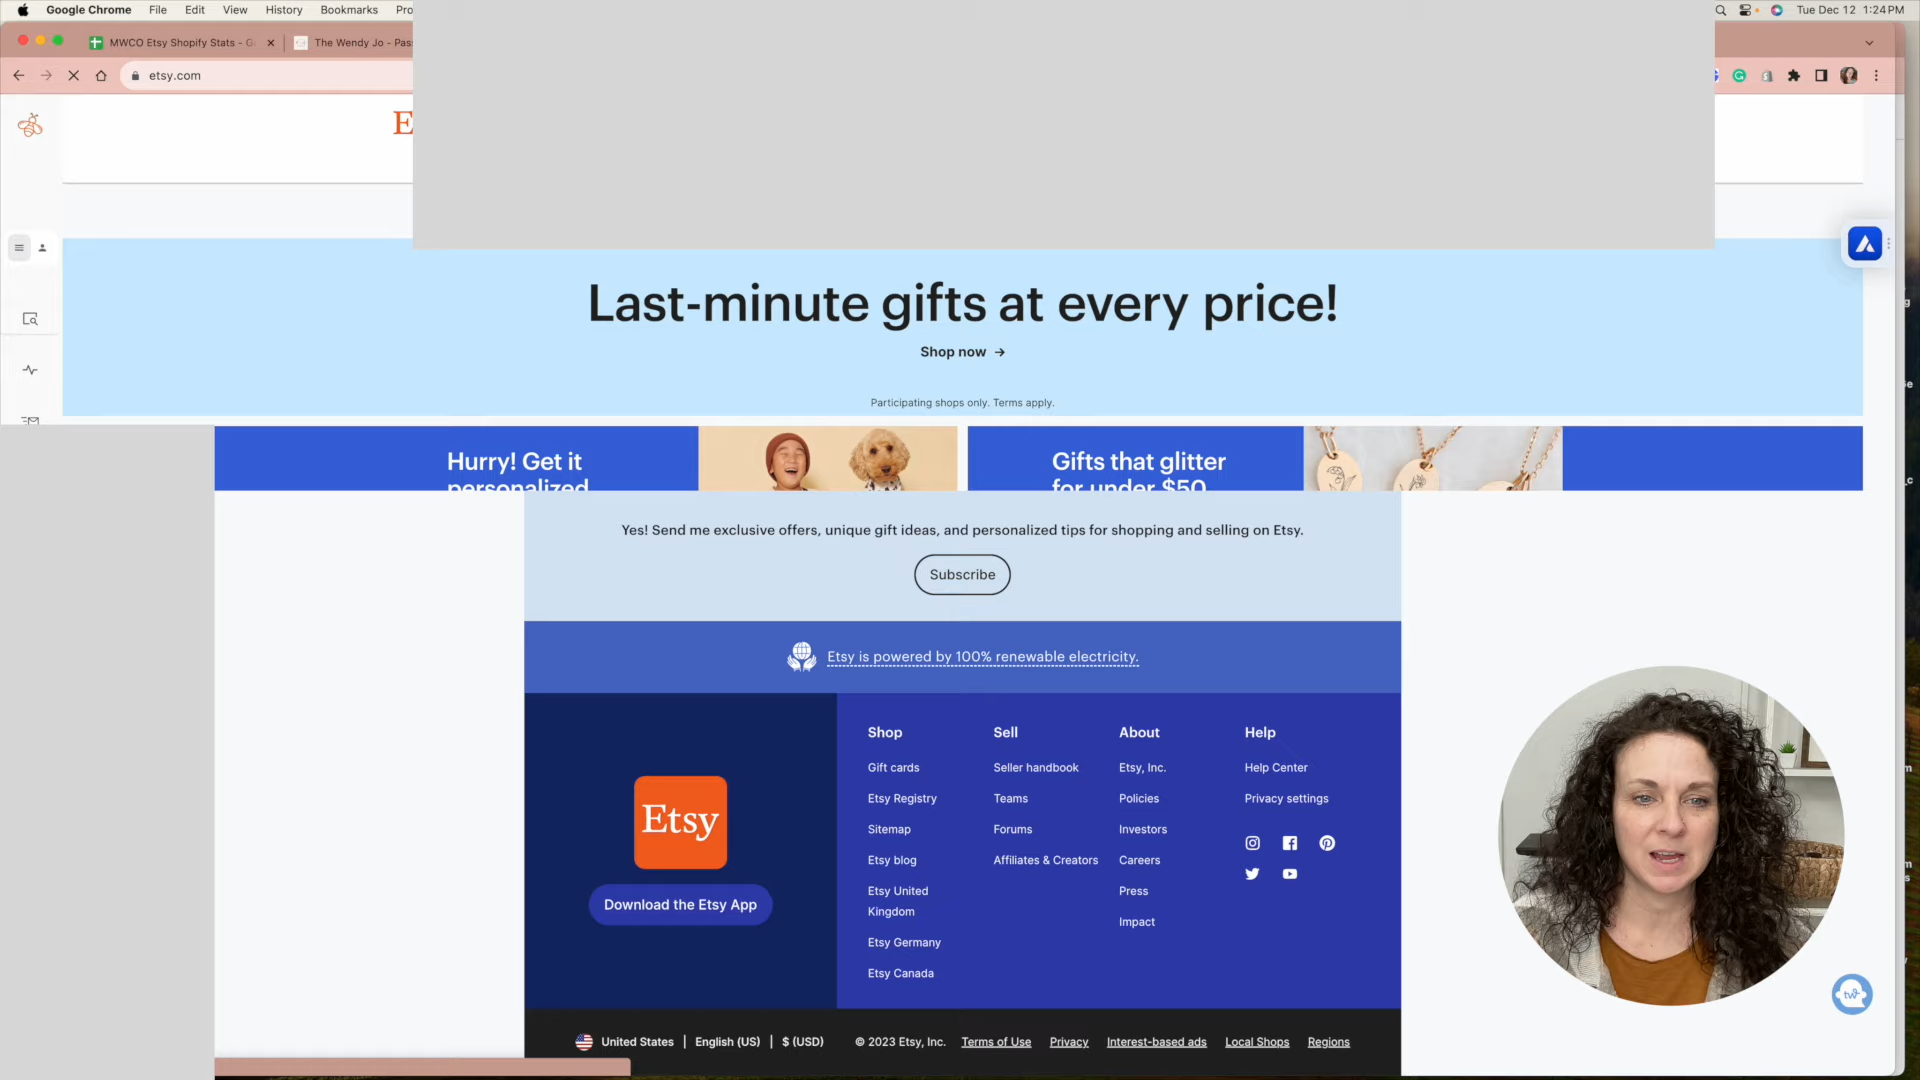 Google Chrome File Edit View History Bookmarks
Tue Dec 12 1:24 PM
MWCO Etsy Shopify Stats - G
The Wendy Jo - Pas
etsy.com
E
Last-minute gifts at every price!
Shop now →
Participating shops only. Terms apply.
Hurry! Get it
personalized
Gifts that glitter
for under $50
Yes! Send me exclusive offers, unique gift ideas, and personalized tips for shopping and selling on Etsy.
Subscribe
Etsy is powered by 100% renewable electricity.
Etsy
Download the Etsy App
Shop
Gift cards
Etsy Registry
Sitemap
Etsy blog
Etsy United
Kingdom
Etsy Germany
Etsy Canada
Sell
Seller handbook
Teams
Forums
Affiliates & Creators
About
Etsy, Inc.
Policies
Investors
Careers
Press
Impact
Help
Help Center
Privacy settings
United States | English (US) | $ (USD)
© 2023 Etsy, Inc. Terms of Use Privacy Interest-based ads Local Shops Regions
tw